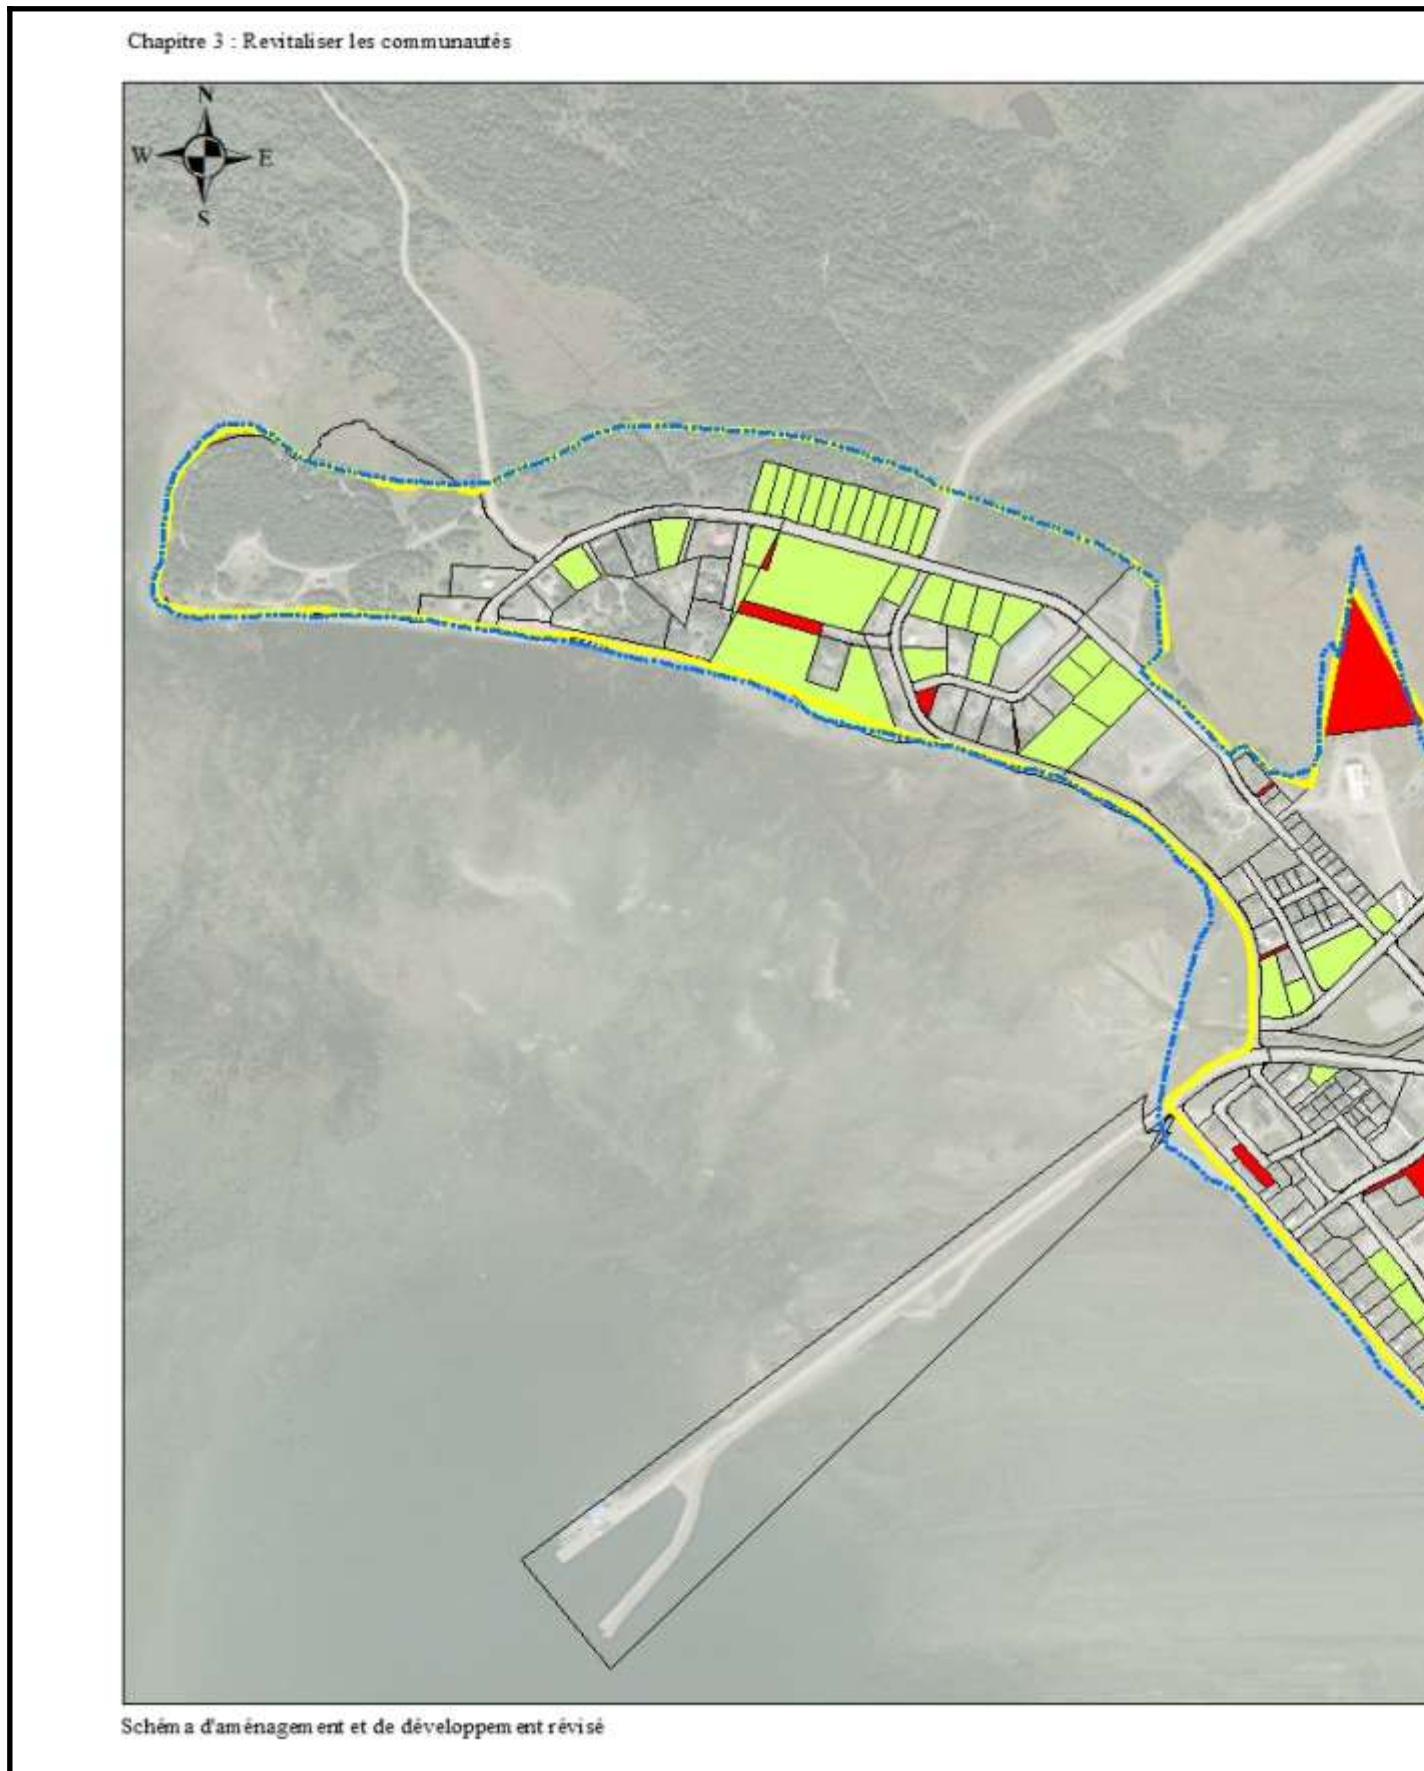 Chapitre 3 : Revitaliser les communautés
N
W E
S
Schéma d'aménagement et de développement révisé